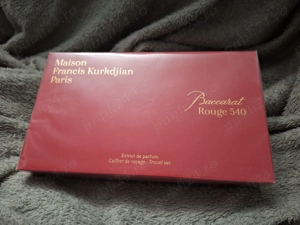 Maison
Francis Kurkdjian
Paris
Baccarat
Rouge 540
Extrait de parfum
Coffret de voyage - Travel set